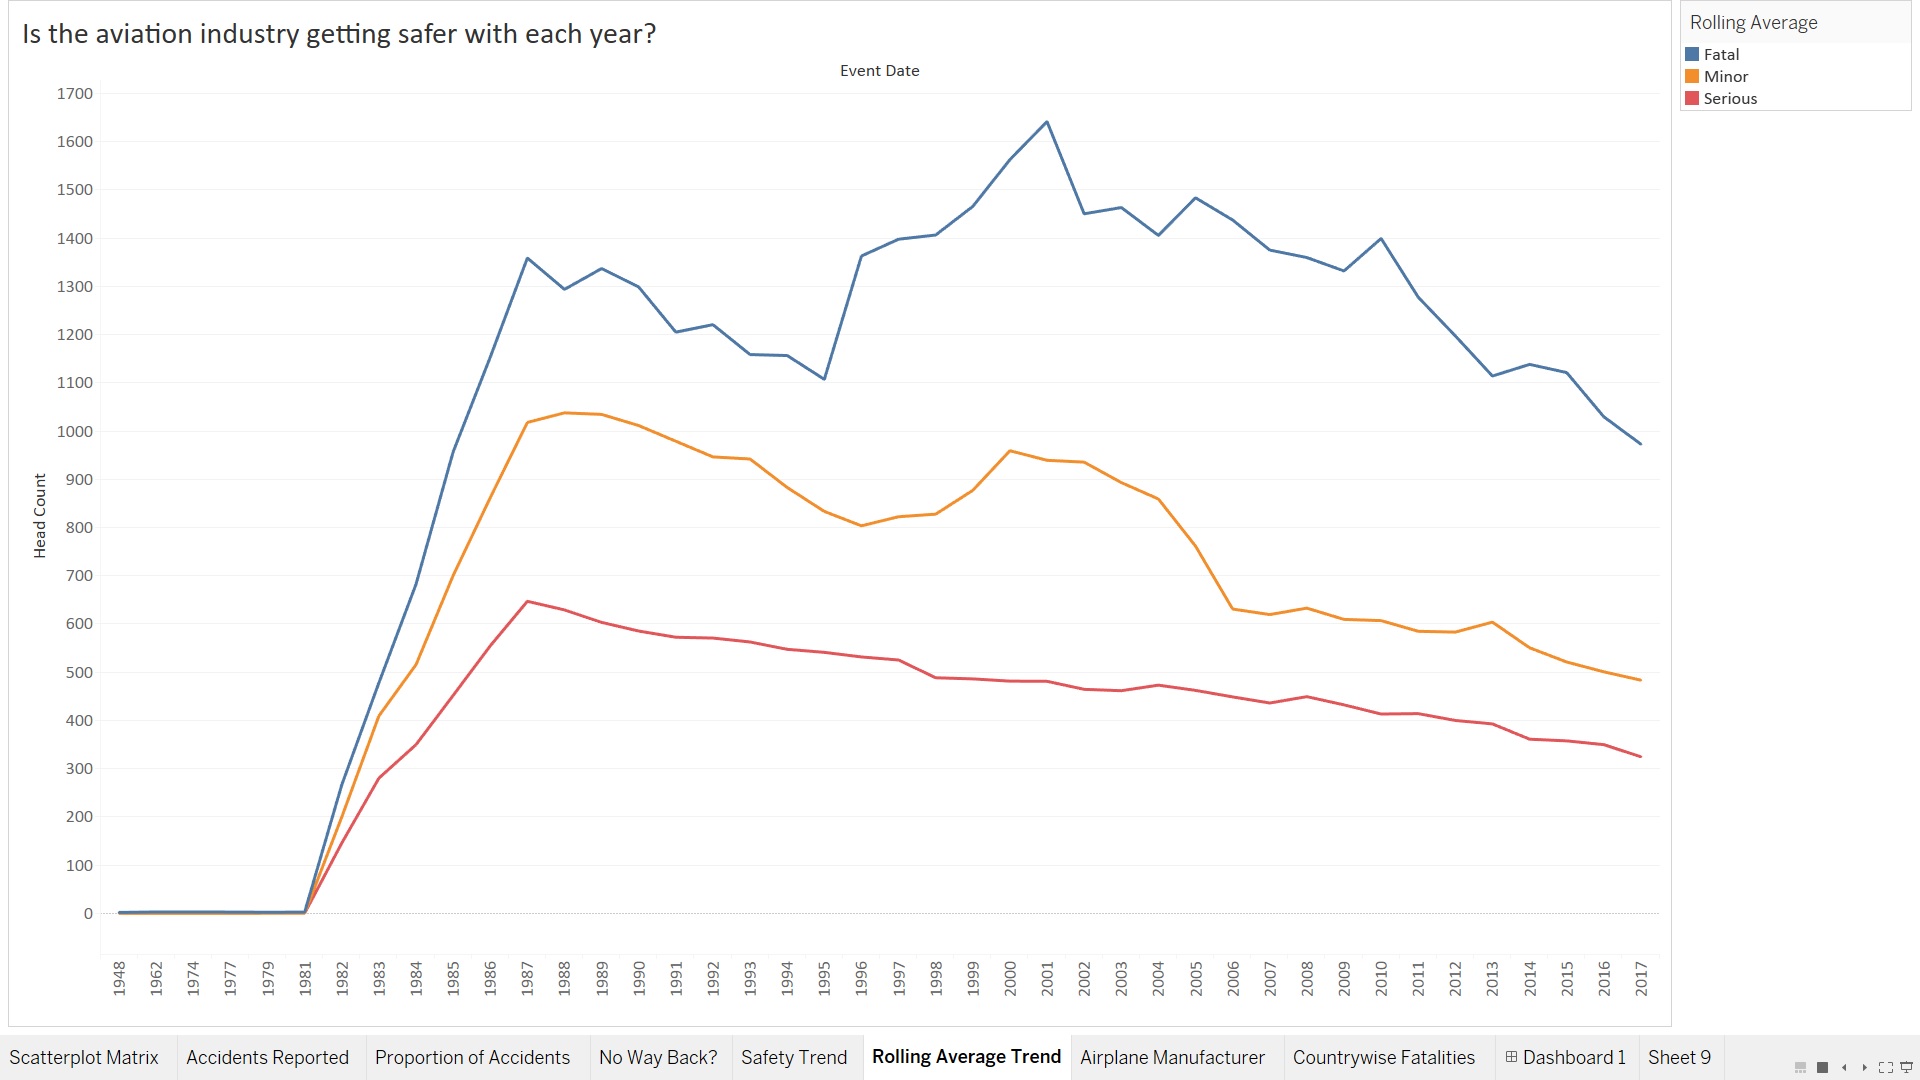 Is the aviation industry getting safer with each year?
Rolling Average
Fatal
Minor
Serious
Event Date
Head Count
1700
1600
1500
1400
1300
1200
1100
1000
900
800
700
600
500
400
300
200
100
0
1948 1962 1974 1977 1979 1981 1982 1983 1984 1985 1986 1987 1988 1989 1990 1991 1992 1993 1994 1995 1996 1997 1998 1999 2000 2001 2002 2003 2004 2005 2006 2007 2008 2009 2010 2011 2012 2013 2014 2015 2016 2017
Scatterplot Matrix Accidents Reported Proportion of Accidents No Way Back? Safety Trend Rolling Average Trend Airplane Manufacturer Countrywise Fatalities Dashboard 1 Sheet 9